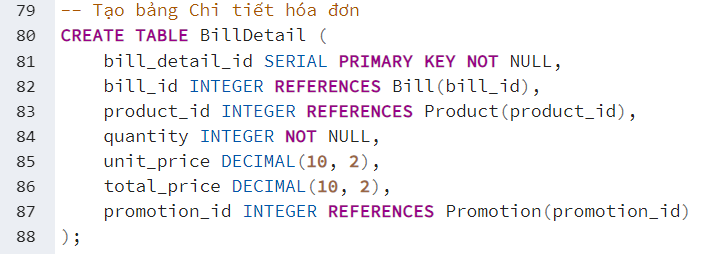 79 -- Tạo bảng Chi tiết hóa đơn
80 CREATE TABLE BillDetail (
81 bill_detail_id SERIAL PRIMARY KEY NOT NULL,
82 bill_id INTEGER REFERENCES Bill(bill_id),
83 product_id INTEGER REFERENCES Product(product_id),
84 quantity INTEGER NOT NULL,
85 unit_price DECIMAL(10, 2),
86 total_price DECIMAL(10, 2),
87 promotion_id INTEGER REFERENCES Promotion(promotion_id)
88 );